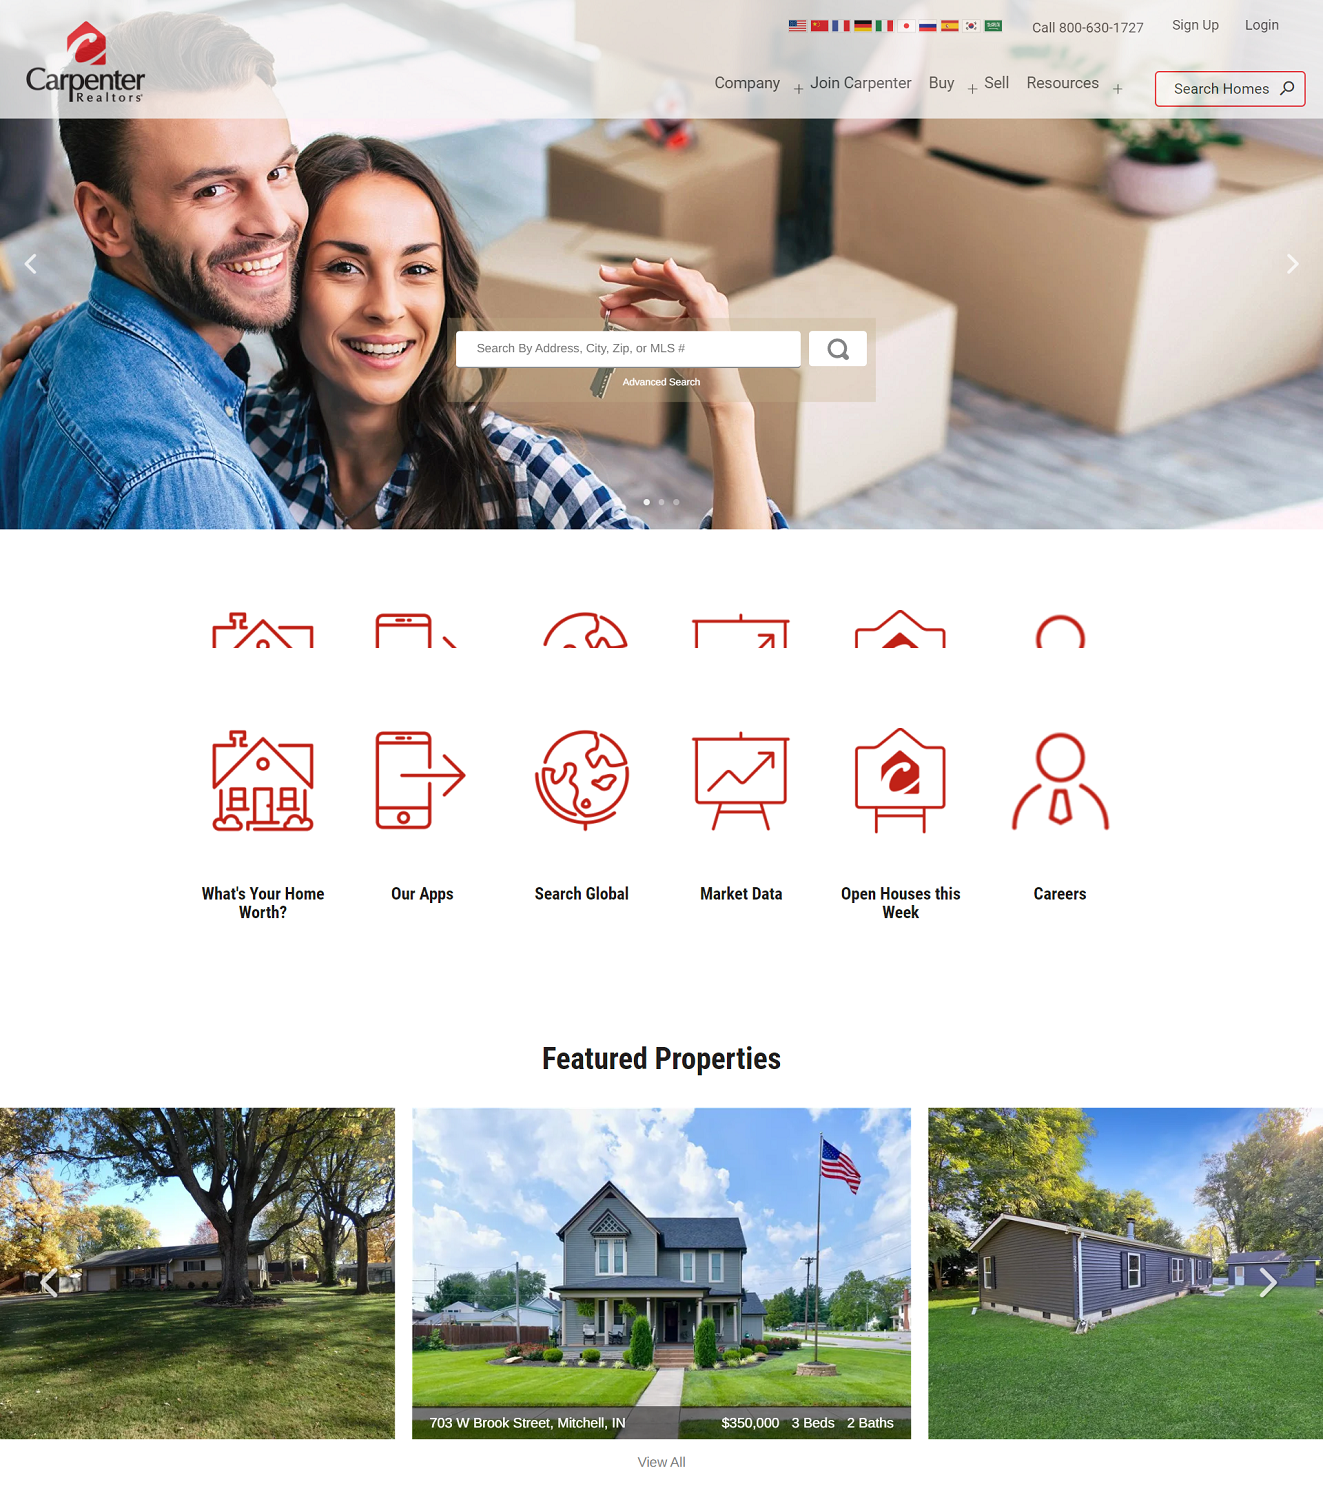 Carpenter
Realtors
Call 800-630-1727
Sign Up
Login
Company
Join Carpenter
Buy
Sell
Resources
Search Homes
Search By Address, City, Zip, or MLS #
Advanced Search
What's Your Home
Worth?
Our Apps
Search Global
Market Data
Open Houses this
Week
Careers
Featured Properties
703 W Brook Street, Mitchell, IN
$350,000 3 Beds 2 Baths
View All